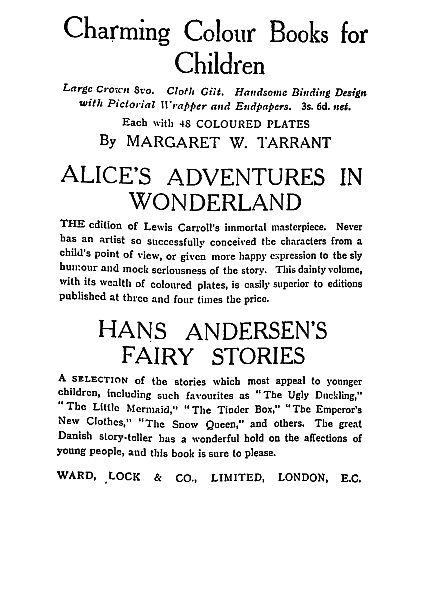 Charming Colour Books for
Children
Large Crown 8vo. Cloth Gilt. Handsome Binding Design
with Pictorial Wrapper and Endpapers. 3s. 6d. net.
Each with 48 COLOURED PLATES
By MARGARET W. TARRANT
ALICE'S ADVENTURES IN
WONDERLAND
THE edition of Lewis Carroll's immortal masterpiece. Never
has an artist so successfully conceived the characters from a
child's point of view, or given more happy expression to the sly
humour and mock seriousness of the story. This dainty volume,
with its wealth of coloured plates, is easily superior to editions
published at three and four times the price.
HANS ANDERSEN'S
FAIRY STORIES
A SELECTION of the stories which most appeal to younger
children, including such favourites as "The Ugly Duckling,"
"The Little Mermaid," "The Tinder Box," "The Emperor's
New Clothes," "The Snow Queen," and others. The great
Danish story-teller has a wonderful hold on the affections of
young people, and this book is sure to please.
WARD, LOCK & CO., LIMITED, LONDON, E.C.